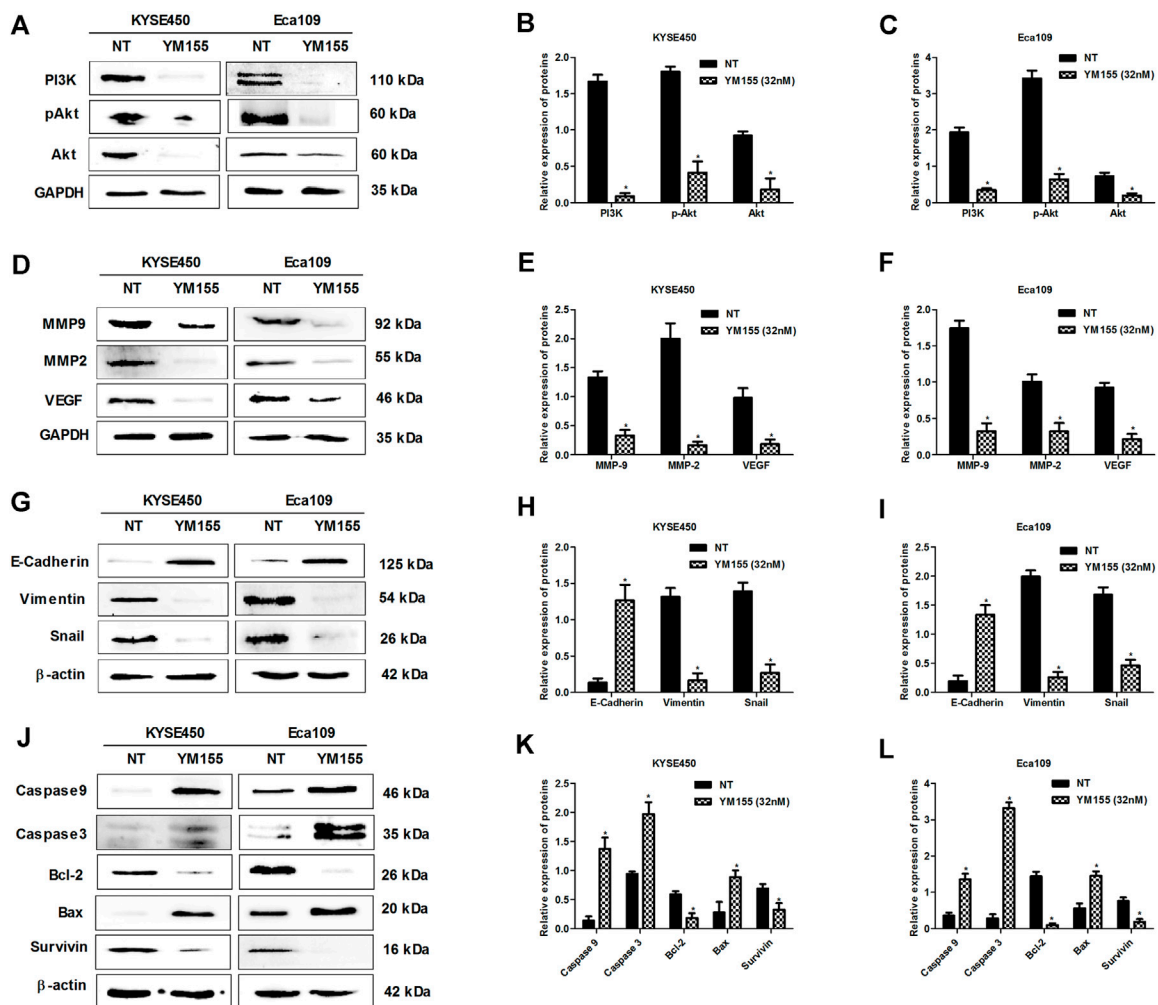 A
KYSE450 Eca109
NT YM155 NT YM155
PI3K 110 kDa
pAkt 60 kDa
Akt 60 kDa
GAPDH 35 kDa
B
KYSE450
Relative expression of proteins
2.0
1.5
1.0
0.5
0.0
NT
YM155 (32nM)
* * *
PI3K p-Akt Akt
C
Eca109
Relative expression of proteins
4
3
2
1
0
NT
YM155 (32nM)
* * *
PI3K p-Akt Akt
D
KYSE450 Eca109
NT YM155 NT YM155
MMP9 92 kDa
MMP2 55 kDa
VEGF 46 kDa
GAPDH 35 kDa
E
KYSE450
Relative expression of proteins
2.5
2.0
1.5
1.0
0.5
0.0
NT
YM155 (32nM)
* * *
MMP-9 MMP-2 VEGF
F
Eca109
Relative expression of proteins
2.0
1.5
1.0
0.5
0.0
NT
YM155 (32nM)
* * *
MMP-9 MMP-2 VEGF
G
KYSE450 Eca109
NT YM155 NT YM155
E-Cadherin 125 kDa
Vimentin 54 kDa
Snail 26 kDa
β-actin 42 kDa
H
KYSE450
Relative expression of proteins
2.0
1.5
1.0
0.5
0.0
NT
YM155 (32nM)
* * *
E-Cadherin Vimentin Snail
I
Eca109
Relative expression of proteins
2.5
2.0
1.5
1.0
0.5
0.0
NT
YM155 (32nM)
* * *
E-Cadherin Vimentin Snail
J
KYSE450 Eca109
NT YM155 NT YM155
Caspase9 46 kDa
Caspase3 35 kDa
Bcl-2 26 kDa
Bax 20 kDa
Survivin 16 kDa
β-actin 42 kDa
K
KYSE450
Relative expression of proteins
2.5
2.0
1.5
1.0
0.5
0.0
NT
YM155 (32nM)
* * * * *
Caspase 9 Caspase 3 Bcl-2 Bax Survivin
L
Eca109
Relative expression of proteins
4
3
2
1
0
NT
YM155 (32nM)
* * * * *
Caspase 9 Caspase 3 Bcl-2 Bax Survivin